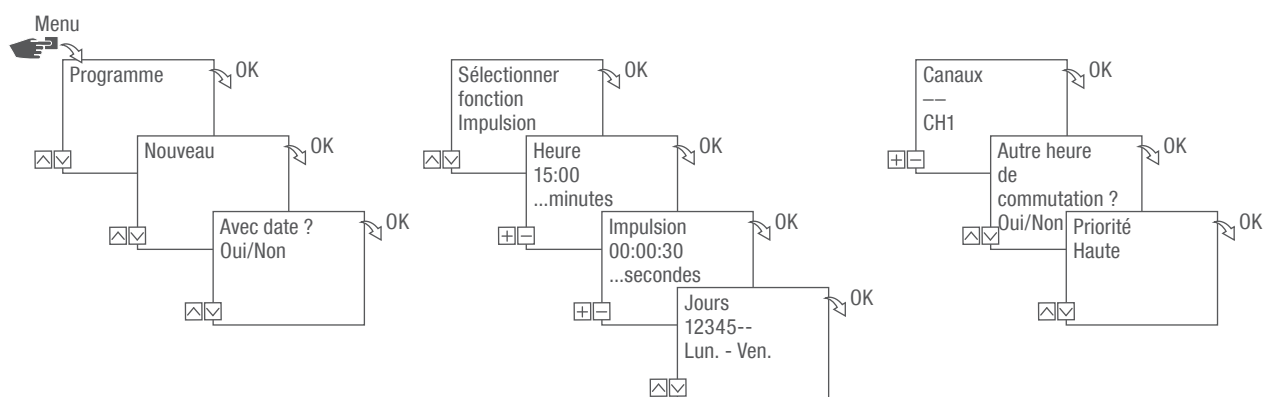 Menu
Programme
OK
Nouveau
OK
Avec date ?
Oui/Non
OK
Sélectionner
fonction
Impulsion
OK
Heure
15:00
...minutes
OK
+ −
Impulsion
00:00:30
...secondes
OK
+ −
Jours
12345--
Lun. - Ven.
OK
Canaux
––
CH1
OK
+ −
Autre heure
de
commutation ?
Oui/Non
OK
Priorité
Haute
OK